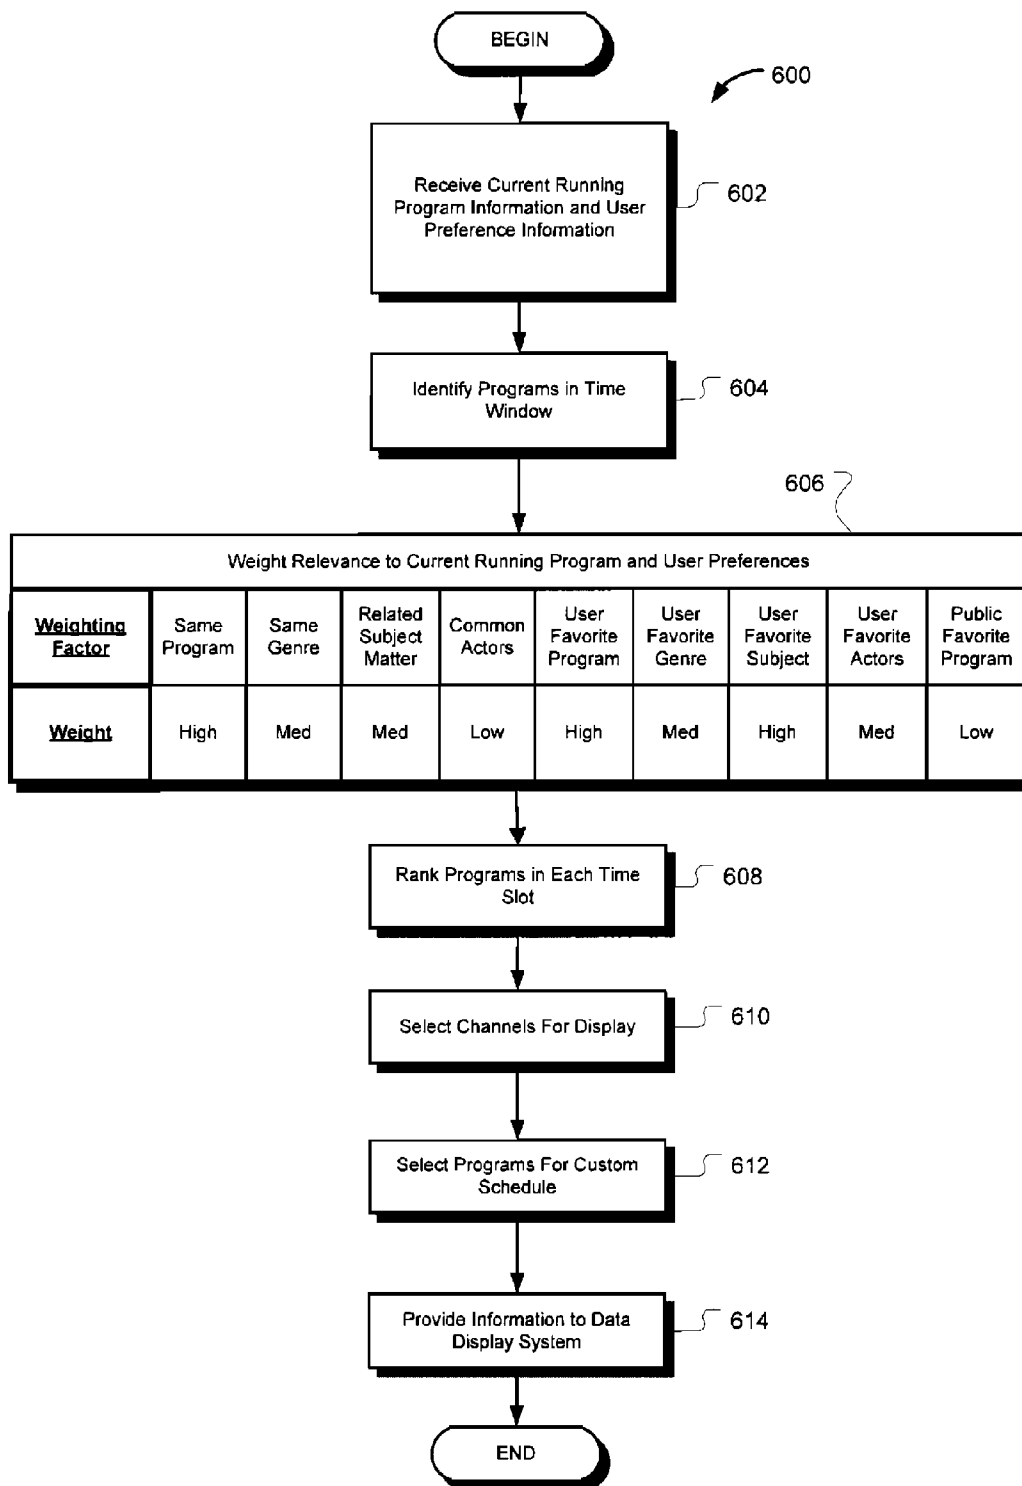 BEGIN
600
Receive Current Running
Program Information and User
Preference Information
602
Identify Programs in Time
Window
604
606
Weight Relevance to Current Running Program and User Preferences
Weighting
Factor
Same
Program
Same
Genre
Related
Subject
Matter
Common
Actors
User
Favorite
Program
User
Favorite
Genre
User
Favorite
Subject
User
Favorite
Actors
Public
Favorite
Program
Weight
High
Med
Med
Low
High
Med
High
Med
Low
Rank Programs in Each Time
Slot
608
Select Channels For Display
610
Select Programs For Custom
Schedule
612
Provide Information to Data
Display System
614
END